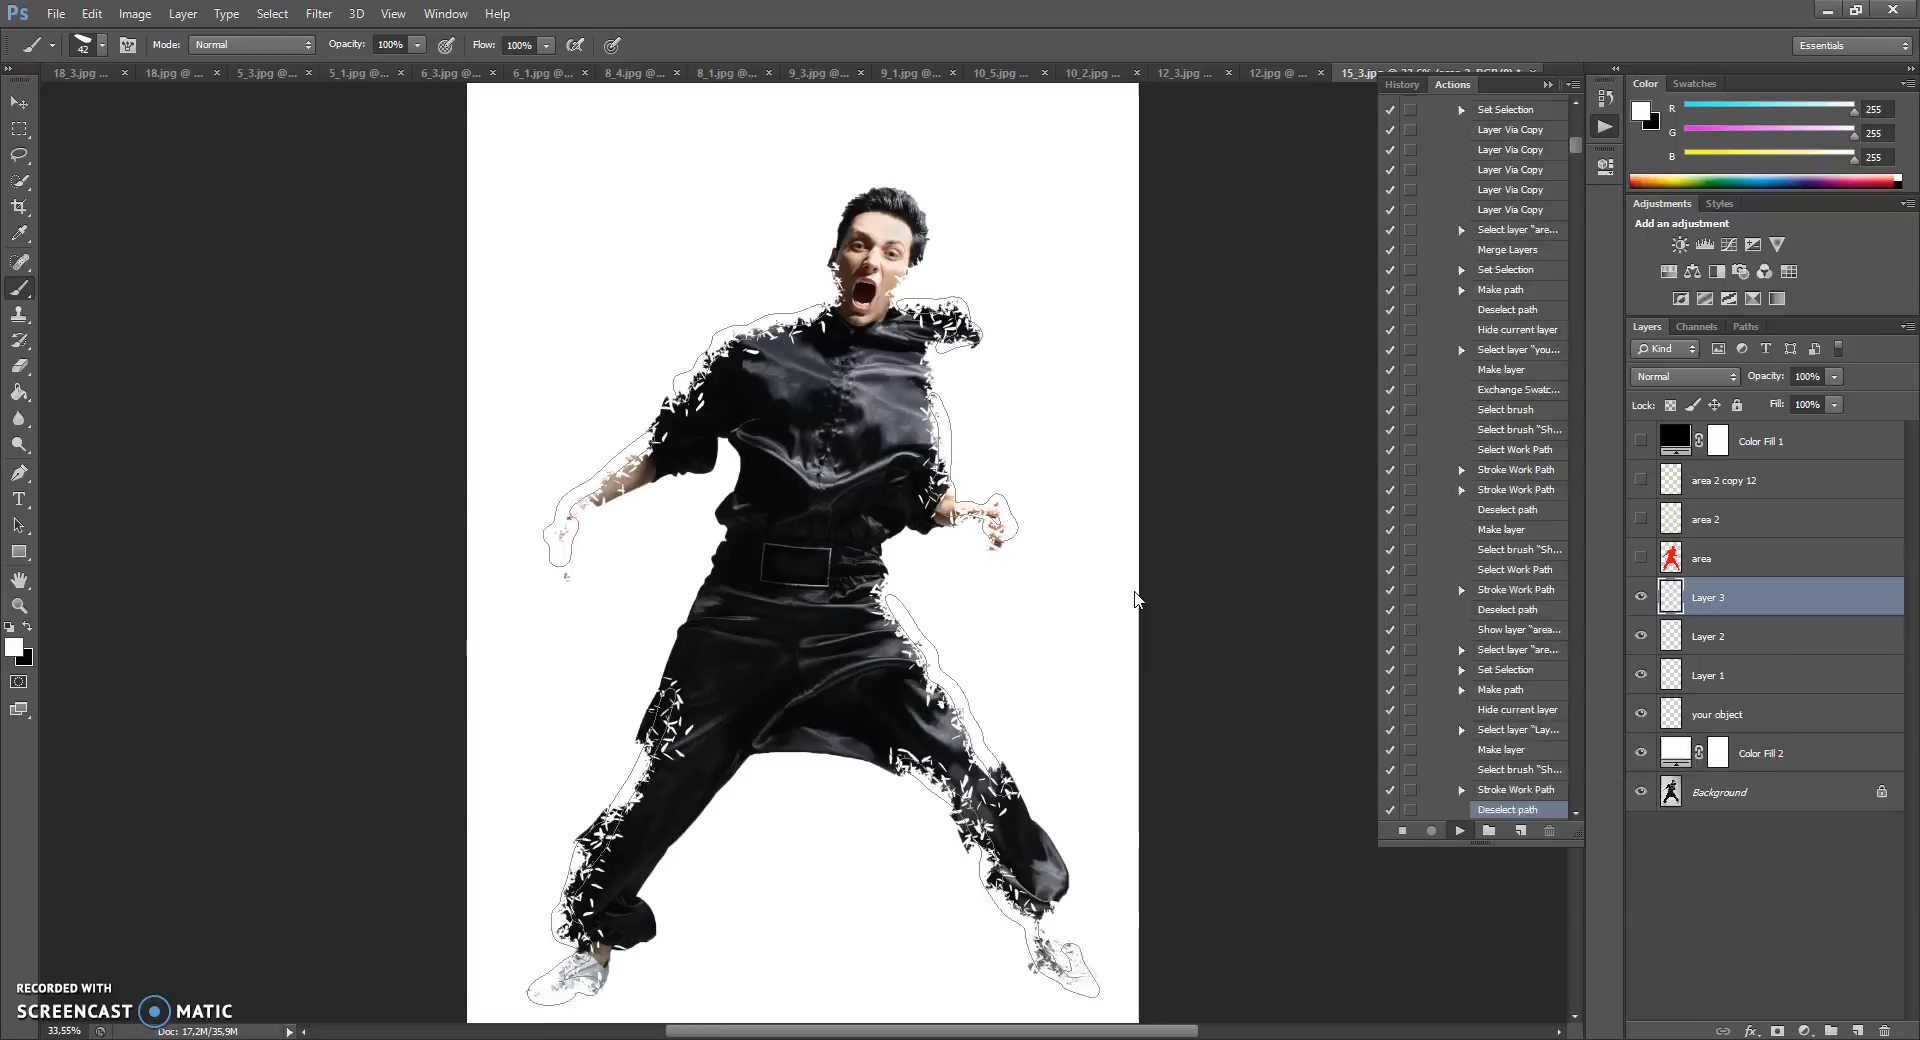 Ps File Edit Image Layer Type Select Filter 3D View Window Help
42 Mode: Normal Opacity: 100% Flow: 100% Essentials
18_3.jpg ... × 18.jpg @ ... × 5_3.jpg @... × 5_1.jpg @... × 6_3.jpg @... × 6_1.jpg @... × 8_4.jpg @... × 8_1.jpg @... × 9_3.jpg @... × 9_1.jpg @... × 10_5.jpg ... × 10_2.jpg ... × 12_3.jpg ... × 12.jpg @ ... ×
History Actions
Set Selection
Layer Via Copy
Layer Via Copy
Layer Via Copy
Layer Via Copy
Layer Via Copy
Select layer "are...
Merge Layers
Set Selection
Make path
Deselect path
Hide current layer
Select layer "you...
Make layer
Exchange Swatc...
Select brush
Select brush "Sh...
Select Work Path
Stroke Work Path
Stroke Work Path
Deselect path
Make layer
Select brush "Sh...
Select Work Path
Stroke Work Path
Deselect path
Show layer "area...
Select layer "are...
Set Selection
Make path
Hide current layer
Select layer "Lay...
Make layer
Select brush "Sh...
Stroke Work Path
Deselect path
Color Swatches
R 255
G 255
B 255
Adjustments Styles
Add an adjustment
Layers Channels Paths
Kind
Normal Opacity: 100%
Lock: Fill: 100%
Color Fill 1
area 2 copy 12
area 2
area
Layer 3
Layer 2
Layer 1
your object
Color Fill 2
Background
RECORDED WITH
SCREENCAST MATIC
33,55% Doc: 17,2M/35,9M